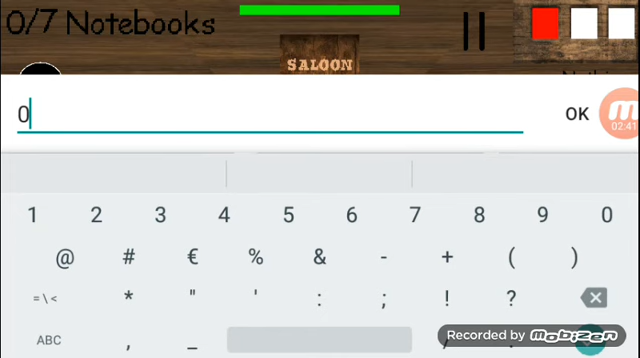 0/7 Notebooks
SALOON
0
OK
02:41
1 2 3 4 5 6 7 8 9 0
@ # € % & - + ( )
=\< * " ' : ; ! ?
ABC , _ / .
Recorded by mobizen